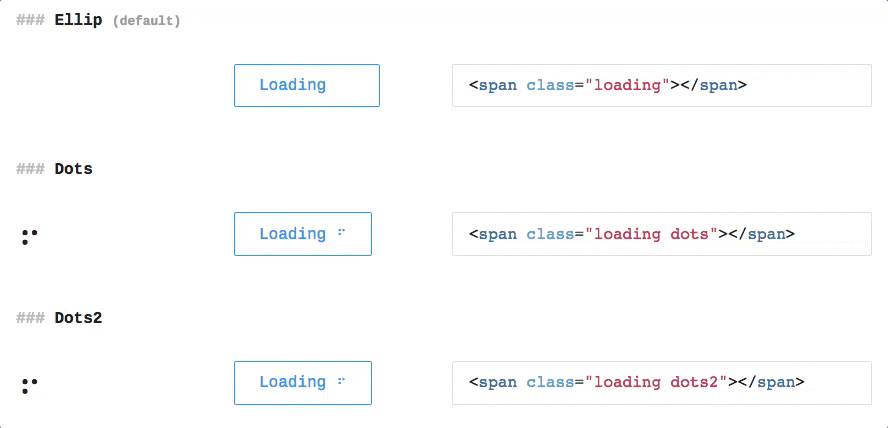 ### Ellip (default)
Loading <span class="loading"></span>
### Dots
⠋ Loading ⠋ <span class="loading dots"></span>
### Dots2
⠋ Loading ⠋ <span class="loading dots2"></span>